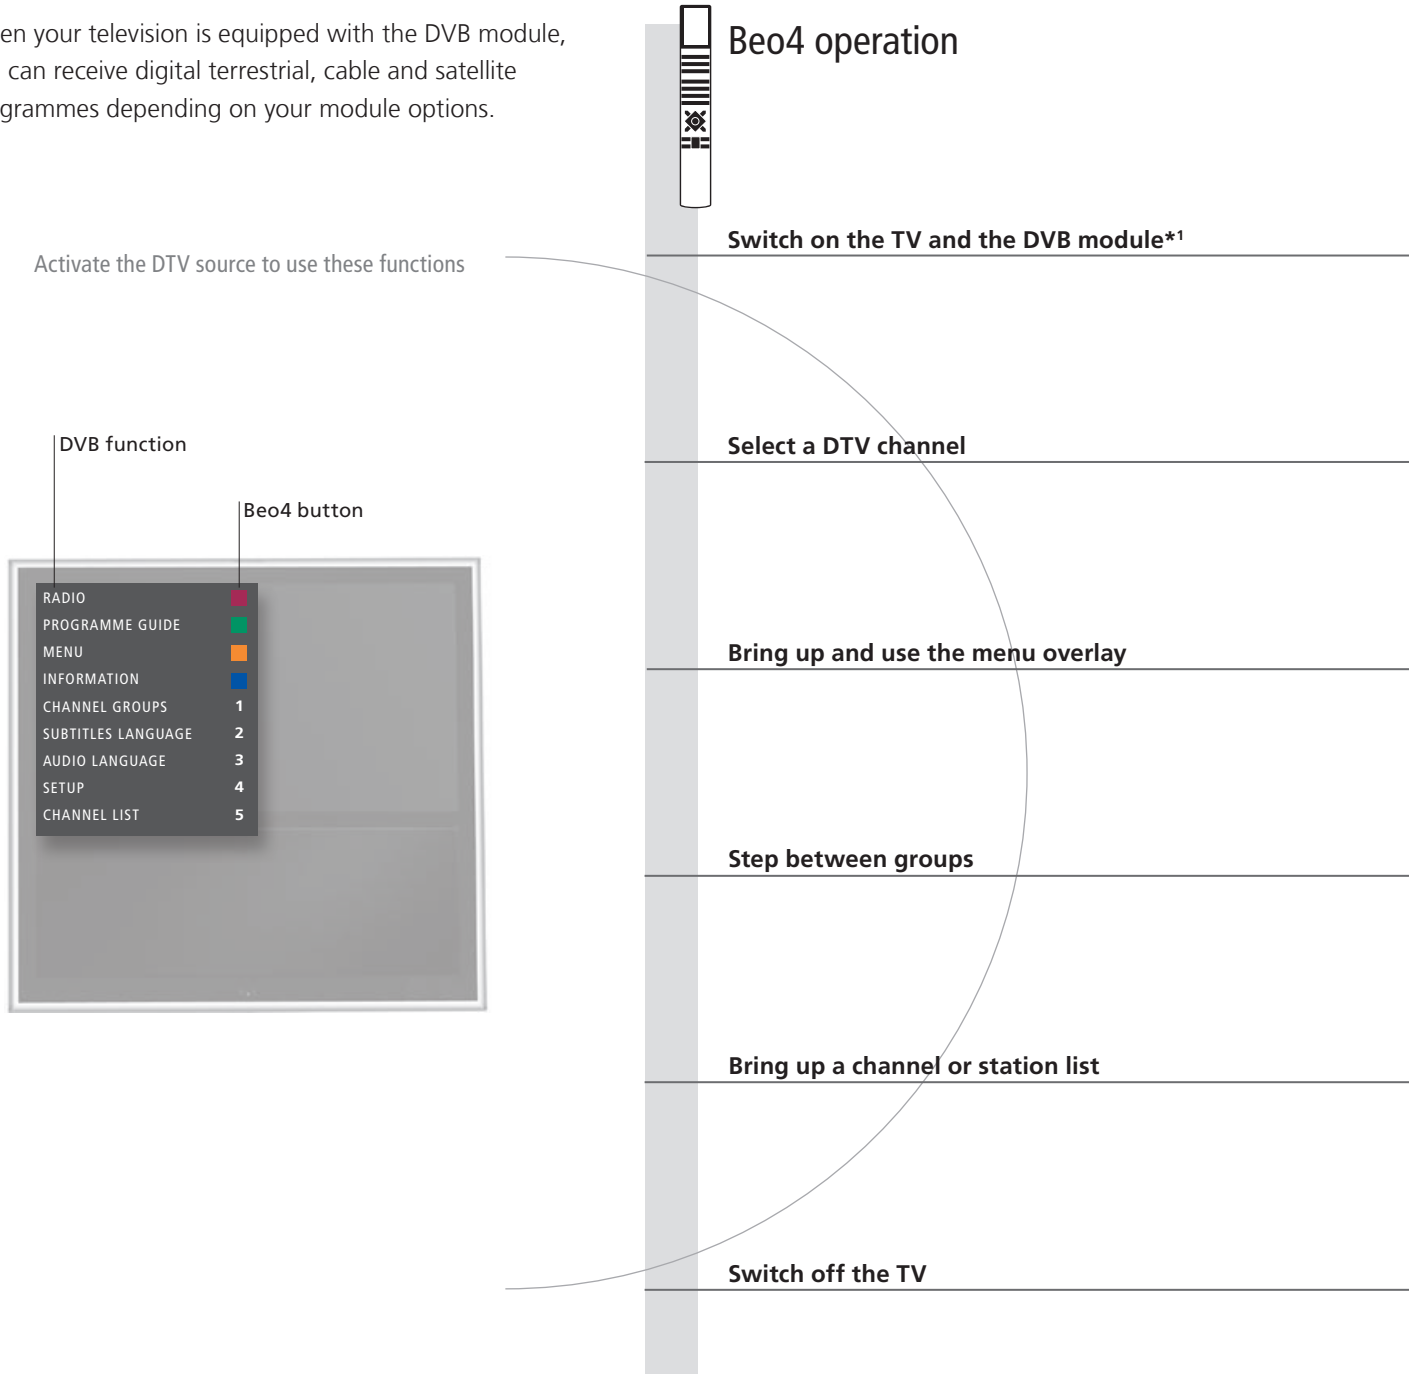 en your television is equipped with the DVB module,
can receive digital terrestrial, cable and satellite
grammes depending on your module options.
Activate the DTV source to use these functions
DVB function
Beo4 button
RADIO
PROGRAMME GUIDE
MENU
INFORMATION
CHANNEL GROUPS 1
SUBTITLES LANGUAGE 2
AUDIO LANGUAGE 3
SETUP 4
CHANNEL LIST 5
Beo4 operation
Switch on the TV and the DVB module*¹
Select a DTV channel
Bring up and use the menu overlay
Step between groups
Bring up a channel or station list
Switch off the TV